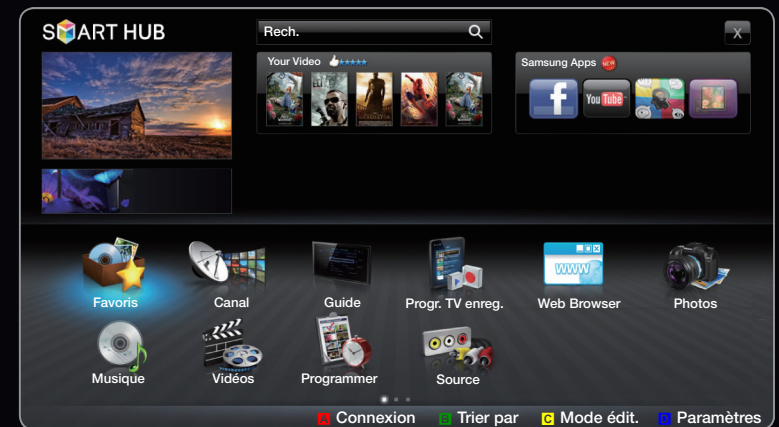 SMART HUB
Rech.
X
Your Video
Samsung Apps NEW
ELI
f
You Tube
Favoris
Canal
Guide
Progr. TV enreg.
www
Web Browser
Photos
Musique
Vidéos
Programmer
Source
A Connexion
B Trier par
C Mode édit.
D Paramètres